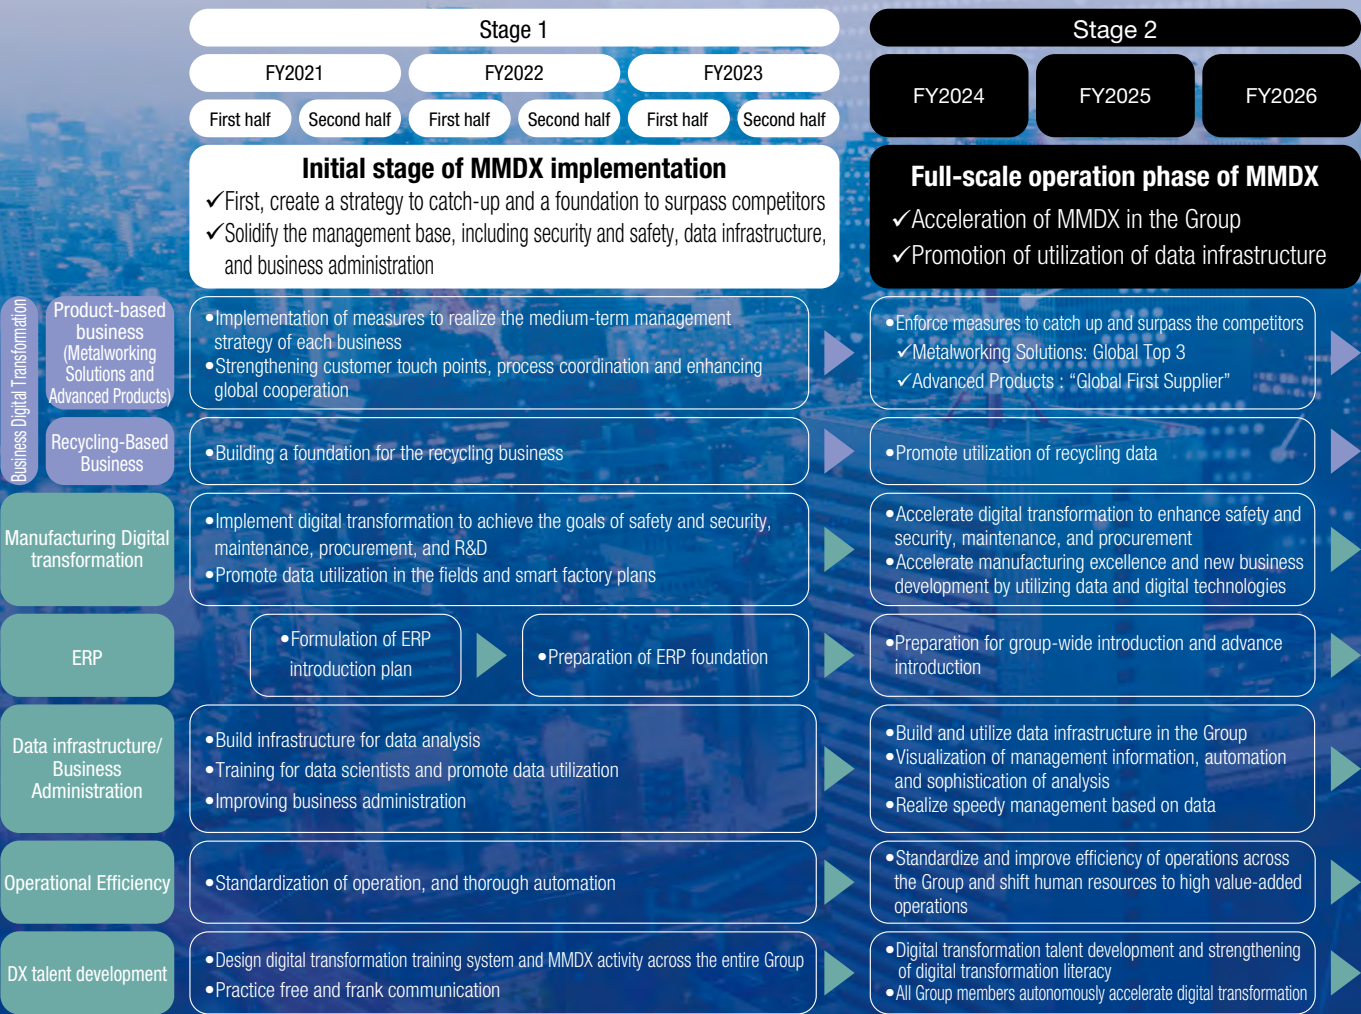 Stage 1
Stage 2
FY2021
FY2022
FY2023
FY2024
FY2025
FY2026
First half
Second half
First half
Second half
First half
Second half
Initial stage of MMDX implementation
✓First, create a strategy to catch-up and a foundation to surpass competitors
✓Solidify the management base, including security and safety, data infrastructure,
and business administration
Full-scale operation phase of MMDX
✓Acceleration of MMDX in the Group
✓Promotion of utilization of data infrastructure
Business Digital Transformation
Product-based
business
(Metalworking
Solutions and
Advanced Products)
•Implementation of measures to realize the medium-term management
strategy of each business
•Strengthening customer touch points, process coordination and enhancing
global cooperation
•Enforce measures to catch up and surpass the competitors
✓Metalworking Solutions: Global Top 3
✓Advanced Products : “Global First Supplier”
Recycling-Based
Business
•Building a foundation for the recycling business
•Promote utilization of recycling data
Manufacturing Digital
transformation
•Implement digital transformation to achieve the goals of safety and security,
maintenance, procurement, and R&D
•Promote data utilization in the fields and smart factory plans
•Accelerate digital transformation to enhance safety and
security, maintenance, and procurement
•Accelerate manufacturing excellence and new business
development by utilizing data and digital technologies
ERP
•Formulation of ERP
introduction plan
•Preparation of ERP foundation
•Preparation for group-wide introduction and advance
introduction
Data infrastructure/
Business
Administration
•Build infrastructure for data analysis
•Training for data scientists and promote data utilization
•Improving business administration
•Build and utilize data infrastructure in the Group
•Visualization of management information, automation
and sophistication of analysis
•Realize speedy management based on data
Operational Efficiency
•Standardization of operation, and thorough automation
•Standardize and improve efficiency of operations across
the Group and shift human resources to high value-added
operations
DX talent development
•Design digital transformation training system and MMDX activity across the entire Group
•Practice free and frank communication
•Digital transformation talent development and strengthening
of digital transformation literacy
•All Group members autonomously accelerate digital transformation